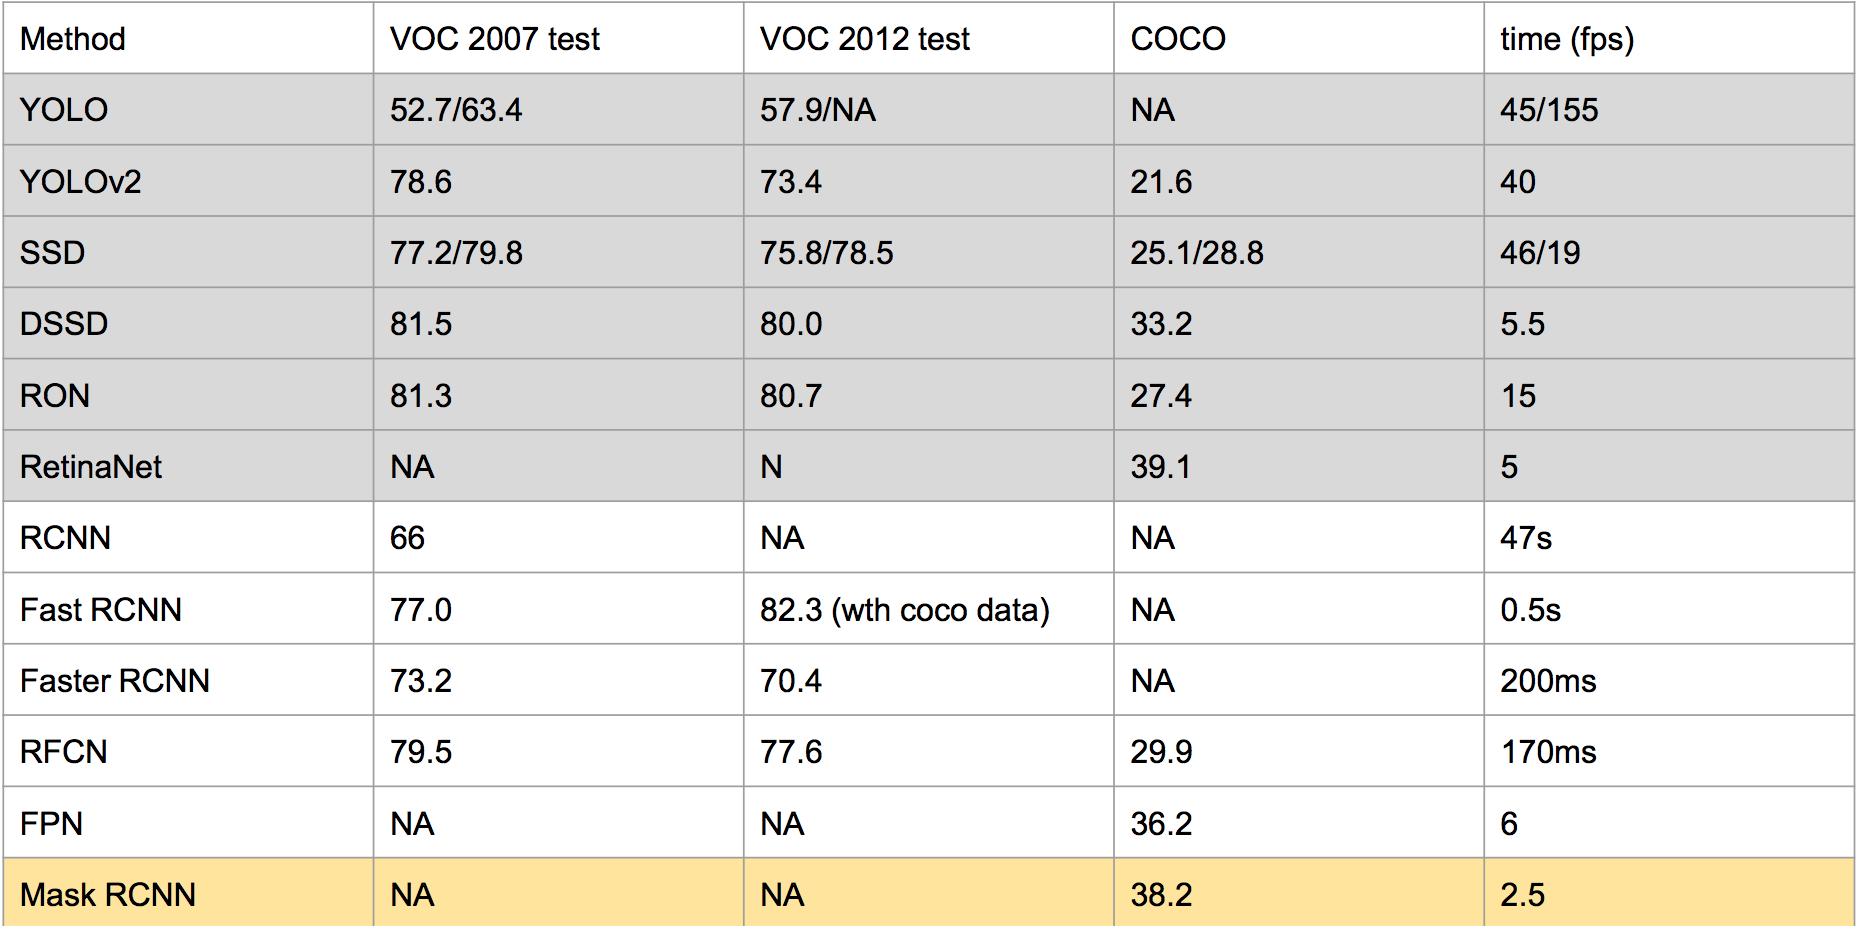 Method VOC 2007 test VOC 2012 test COCO time (fps)
YOLO 52.7/63.4 57.9/NA NA 45/155
YOLOv2 78.6 73.4 21.6 40
SSD 77.2/79.8 75.8/78.5 25.1/28.8 46/19
DSSD 81.5 80.0 33.2 5.5
RON 81.3 80.7 27.4 15
RetinaNet NA N 39.1 5
RCNN 66 NA NA 47s
Fast RCNN 77.0 82.3 (wth coco data) NA 0.5s
Faster RCNN 73.2 70.4 NA 200ms
RFCN 79.5 77.6 29.9 170ms
FPN NA NA 36.2 6
Mask RCNN NA NA 38.2 2.5